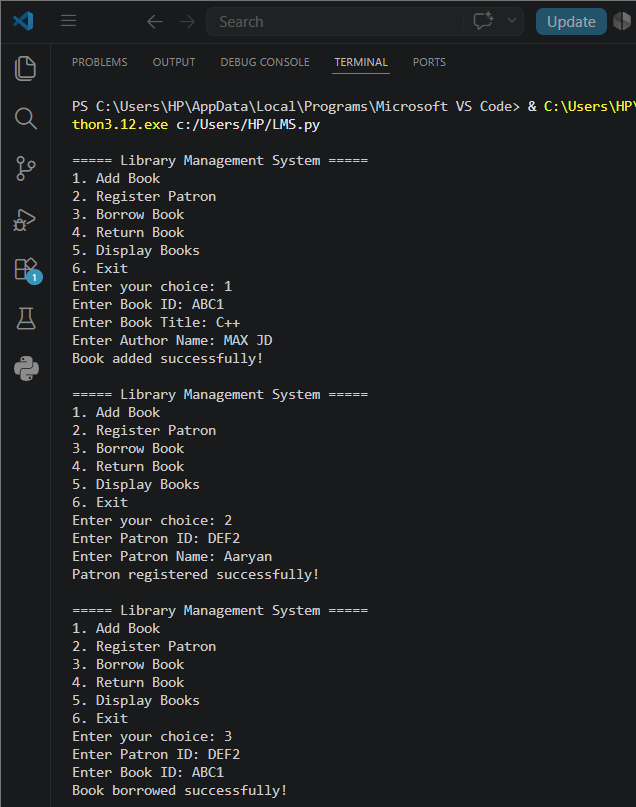 Search
Update
PROBLEMS OUTPUT DEBUG CONSOLE TERMINAL PORTS
PS C:\Users\HP\AppData\Local\Programs\Microsoft VS Code> & C:\Users\HP\
thon3.12.exe c:/Users/HP/LMS.py
===== Library Management System =====
1. Add Book
2. Register Patron
3. Borrow Book
4. Return Book
5. Display Books
6. Exit
Enter your choice: 1
Enter Book ID: ABC1
Enter Book Title: C++
Enter Author Name: MAX JD
Book added successfully!
===== Library Management System =====
1. Add Book
2. Register Patron
3. Borrow Book
4. Return Book
5. Display Books
6. Exit
Enter your choice: 2
Enter Patron ID: DEF2
Enter Patron Name: Aaryan
Patron registered successfully!
===== Library Management System =====
1. Add Book
2. Register Patron
3. Borrow Book
4. Return Book
5. Display Books
6. Exit
Enter your choice: 3
Enter Patron ID: DEF2
Enter Book ID: ABC1
Book borrowed successfully!
1